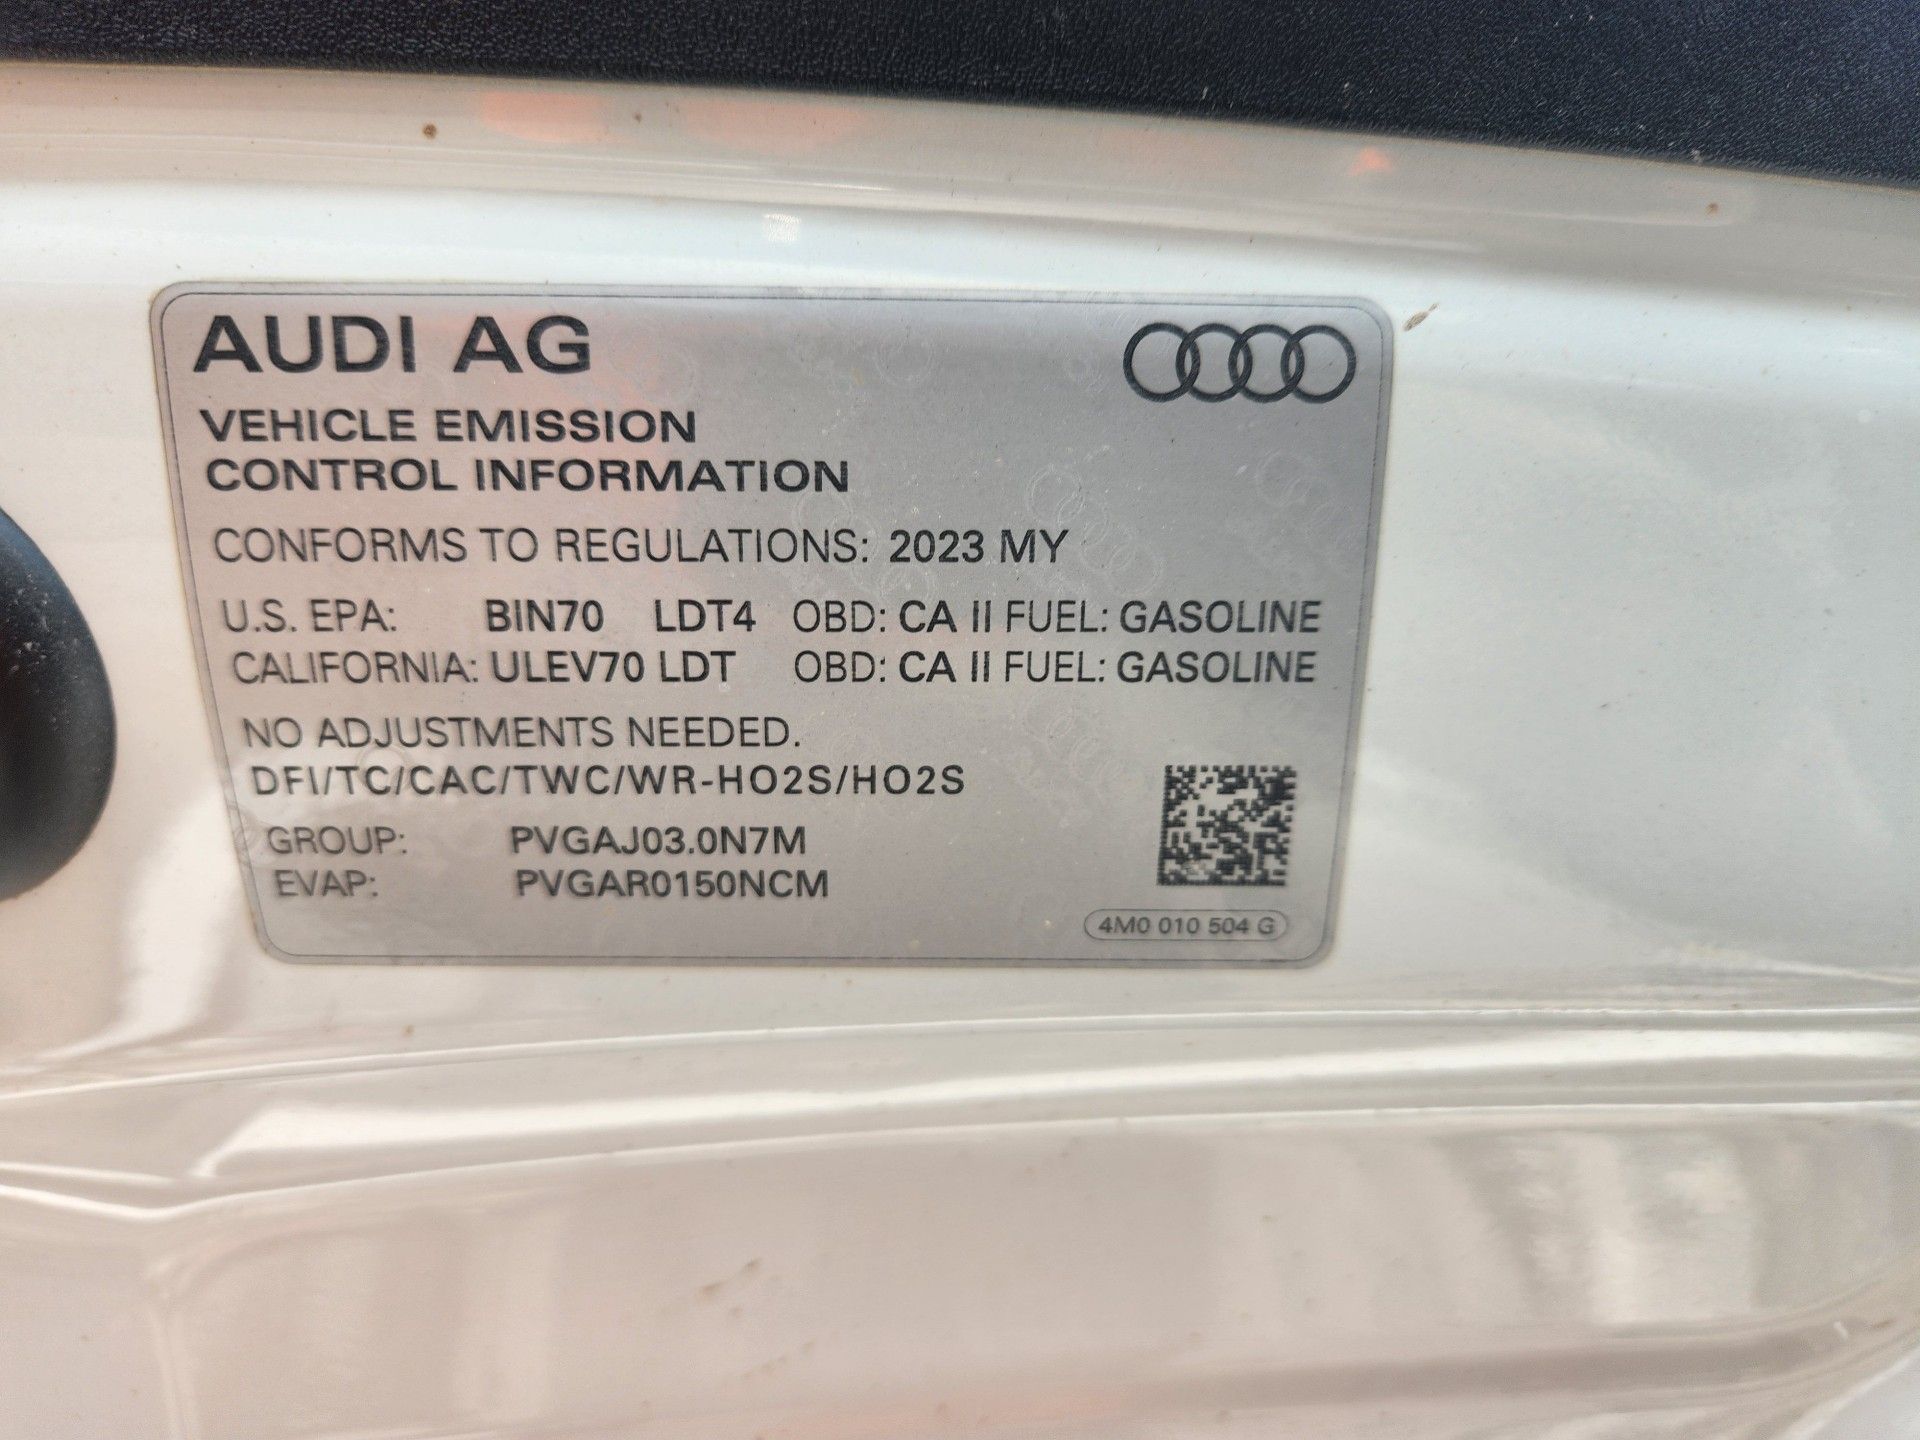 AUDI AG
VEHICLE EMISSION
CONTROL INFORMATION
CONFORMS TO REGULATIONS: 2023 MY
U.S. EPA: BIN70 LDT4 OBD: CA II FUEL: GASOLINE
CALIFORNIA: ULEV70 LDT OBD: CA II FUEL: GASOLINE
NO ADJUSTMENTS NEEDED.
DFI/TC/CAC/TWC/WR-HO2S/HO2S
GROUP: PVGAJ03.0N7M
EVAP: PVGAR0150NCM
4M0 010 504 G